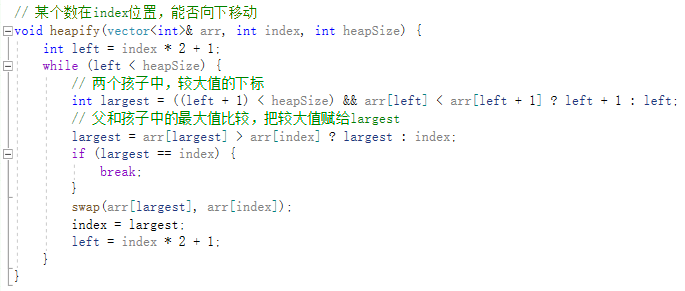 // 某个数在index位置，能否向下移动
void heapify(vector<int>& arr, int index, int heapSize) {
    int left = index * 2 + 1;
    while (left < heapSize) {
        // 两个孩子中，较大值的下标
        int largest = ((left + 1) < heapSize) && arr[left] < arr[left + 1] ? left + 1 : left;
        // 父和孩子中的最大值比较，把较大值赋给largest
        largest = arr[largest] > arr[index] ? largest : index;
        if (largest == index) {
            break;
        }
        swap(arr[largest], arr[index]);
        index = largest;
        left = index * 2 + 1;
    }
}